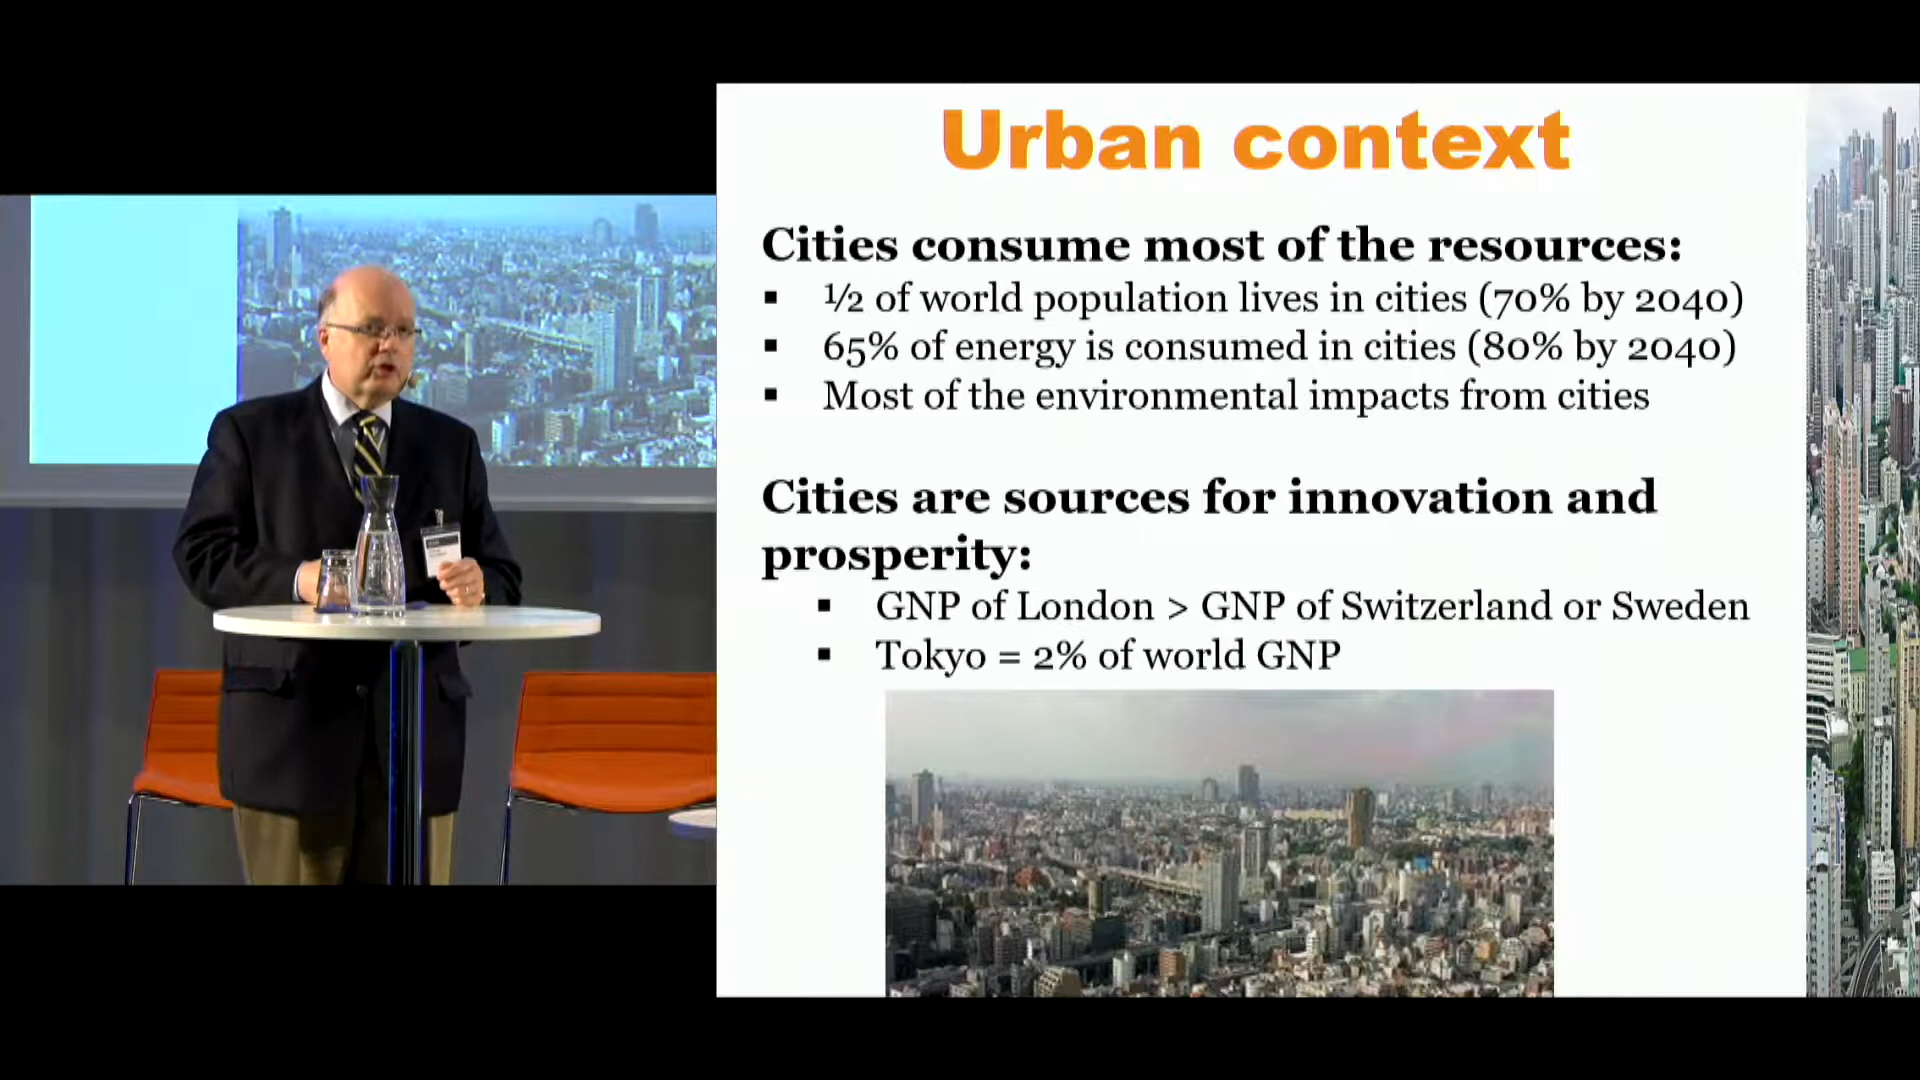 Urban context
Cities consume most of the resources:
▪ ½ of world population lives in cities (70% by 2040)
▪ 65% of energy is consumed in cities (80% by 2040)
▪ Most of the environmental impacts from cities
Cities are sources for innovation and
prosperity:
▪ GNP of London > GNP of Switzerland or Sweden
▪ Tokyo = 2% of world GNP